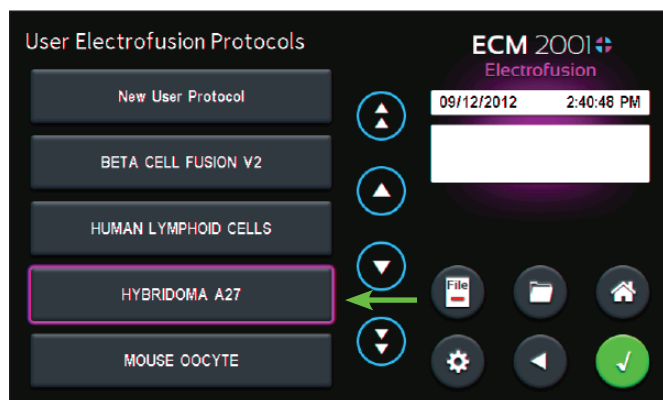 User Electrofusion Protocols
New User Protocol
BETA CELL FUSION V2
HUMAN LYMPHOID CELLS
HYBRIDOMA A27
MOUSE OOCYTE
ECM 2001
Electrofusion
09/12/2012 2:40:48 PM
File